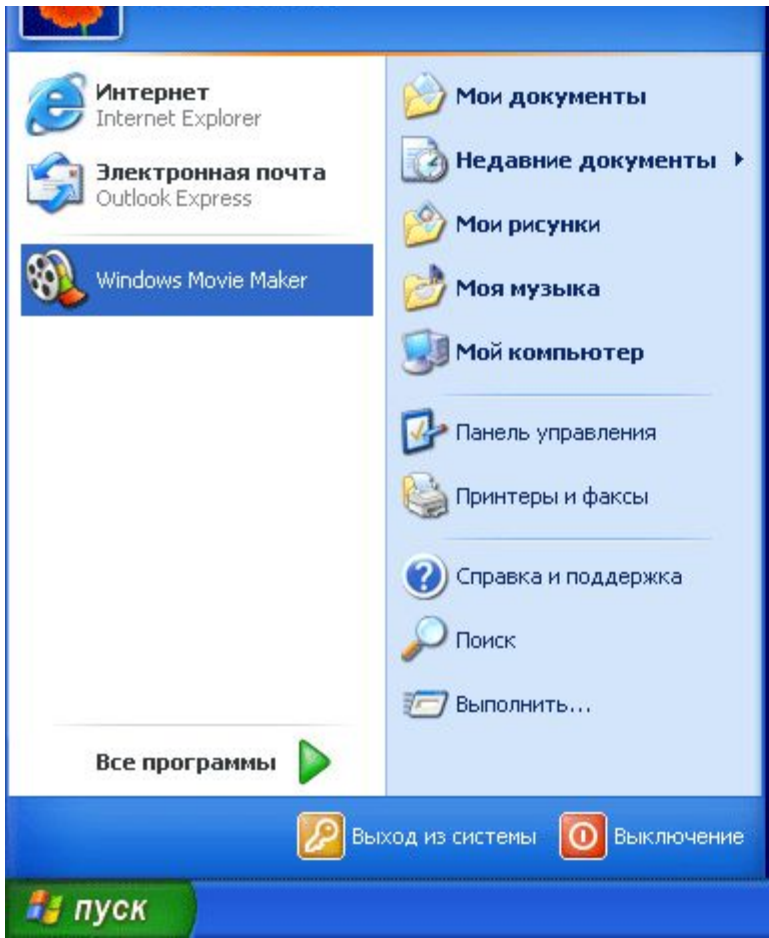 Интернет
Internet Explorer
Электронная почта
Outlook Express
Windows Movie Maker
Все программы
Мои документы
Недавние документы
Мои рисунки
Моя музыка
Мой компьютер
Панель управления
Принтеры и факсы
Справка и поддержка
Поиск
Выполнить...
Выход из системы
Выключение
пуск